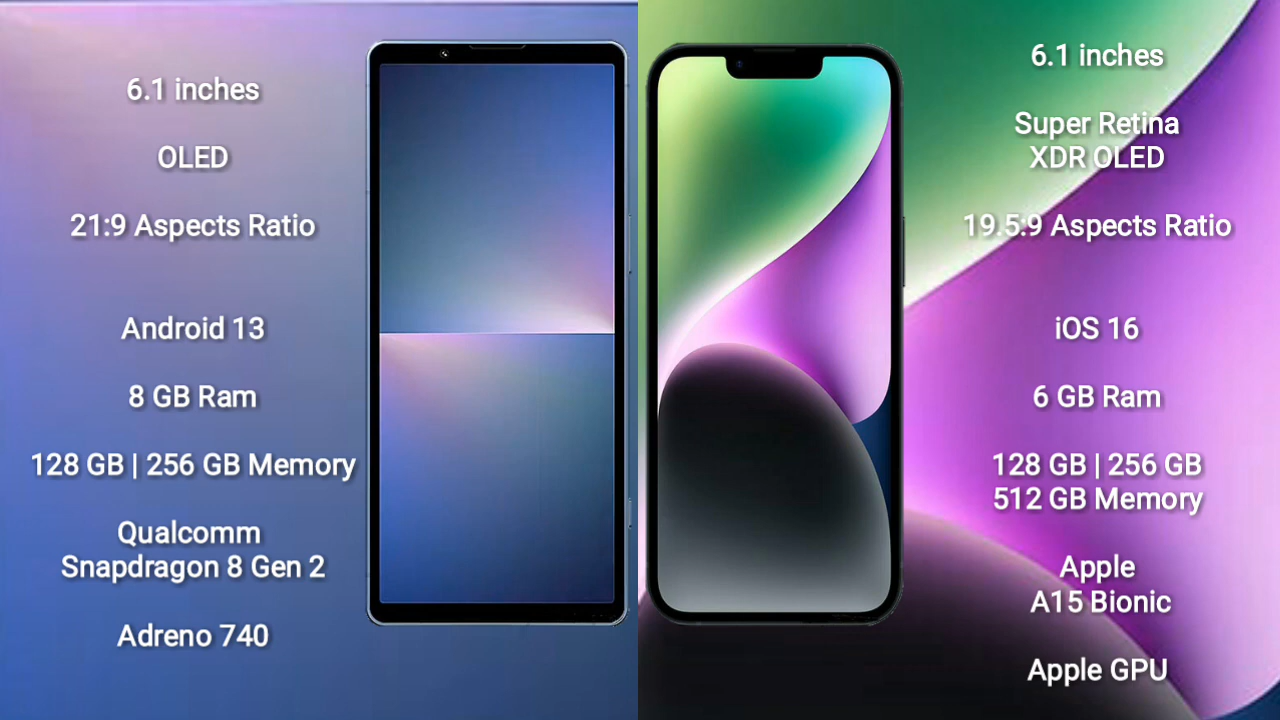 6.1 inches
OLED
21:9 Aspects Ratio
Android 13
8 GB Ram
128 GB | 256 GB Memory
Qualcomm
Snapdragon 8 Gen 2
Adreno 740
6.1 inches
Super Retina
XDR OLED
19.5:9 Aspects Ratio
iOS 16
6 GB Ram
128 GB | 256 GB
512 GB Memory
Apple
A15 Bionic
Apple GPU